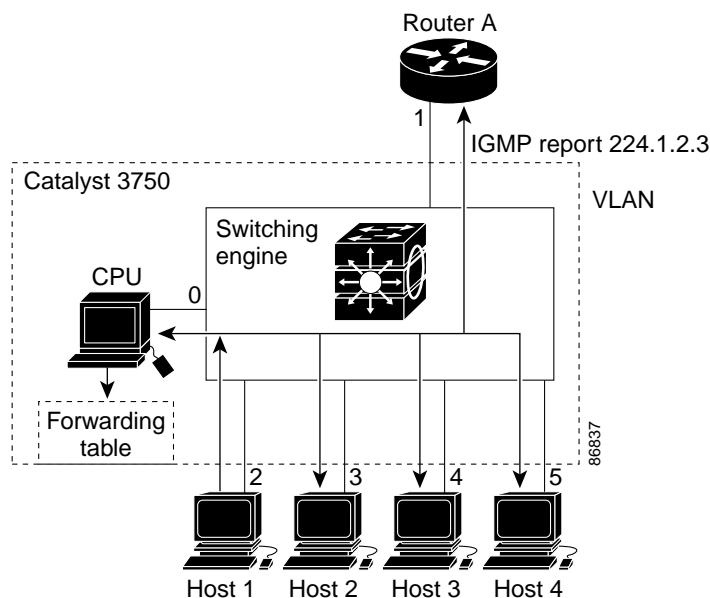 Router A
1
IGMP report 224.1.2.3
Catalyst 3750
VLAN
Switching
engine
CPU
0
Forwarding
table
86837
2
3
4
5
Host 1
Host 2
Host 3
Host 4